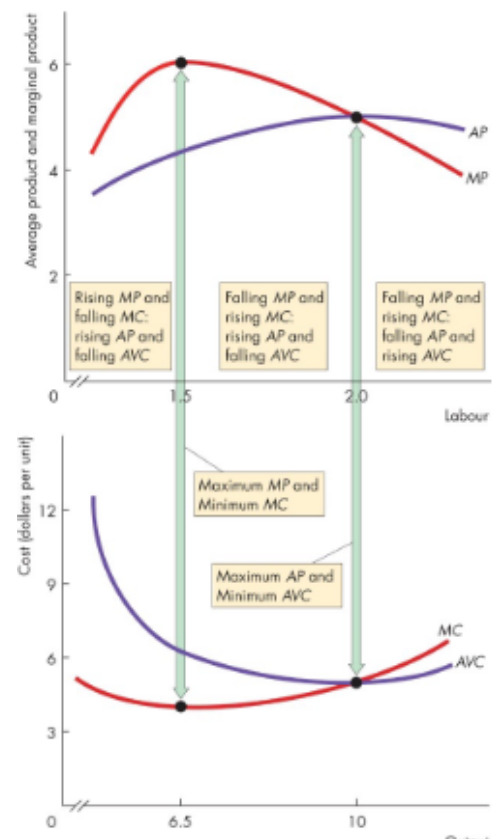 Average product and marginal product
6
4
2
0
AP
MP
Rising MP and
falling MC:
rising AP and
falling AVC
Falling MP and
rising MC:
rising AP and
falling AVC
Falling MP and
rising MC:
falling AP and
rising AVC
1.5
2.0
Labour
Cost (dollars per unit)
12
9
6
3
0
Maximum MP and
Minimum MC
Maximum AP and
Minimum AVC
MC
AVC
6.5
10